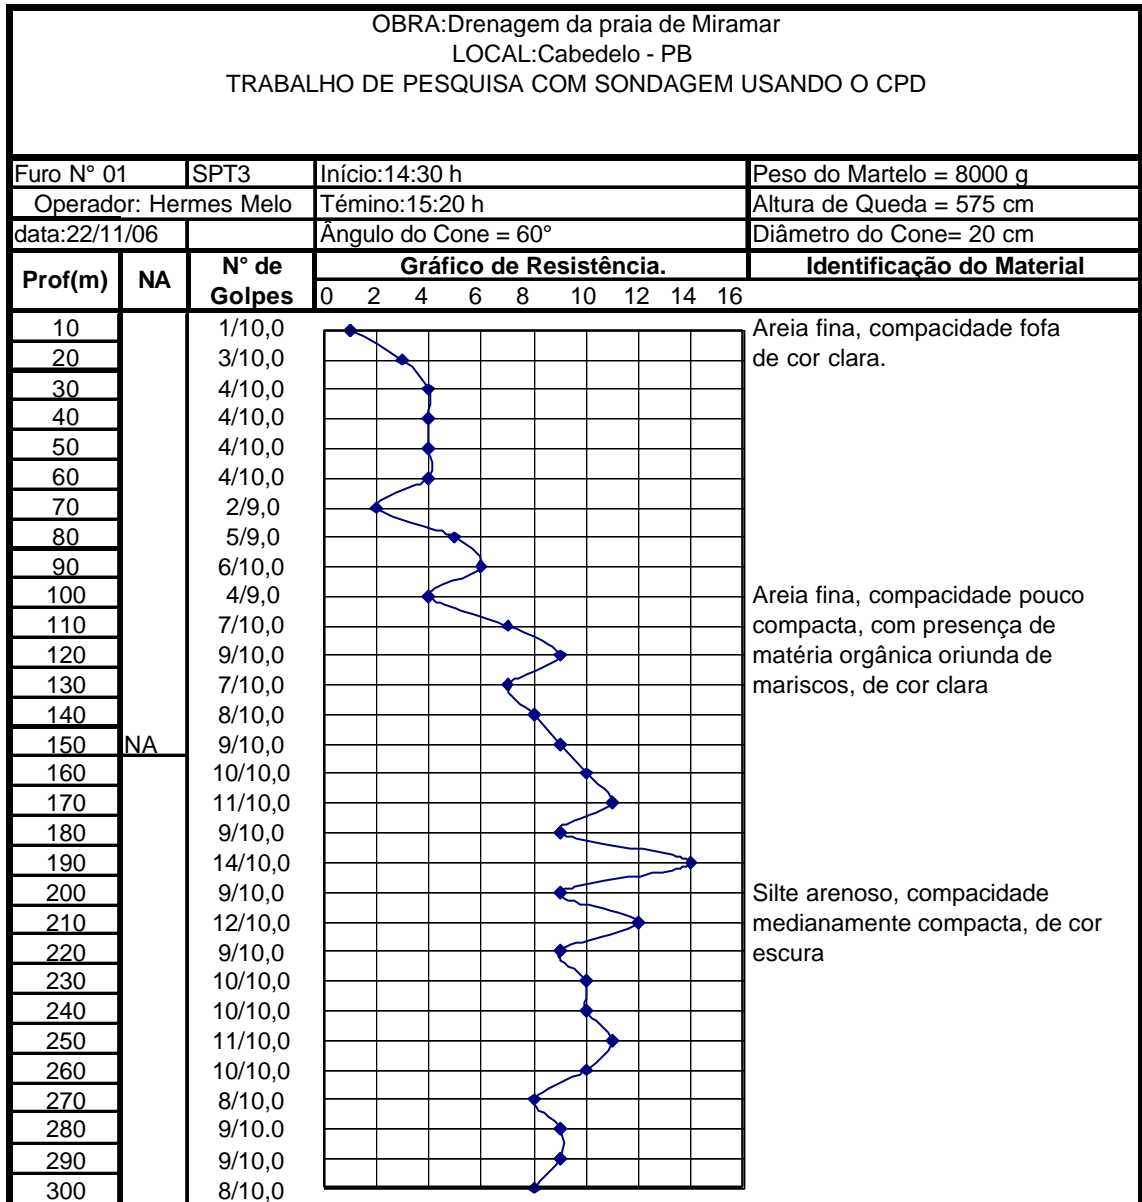 OBRA:Drenagem da praia de Miramar
LOCAL:Cabedelo - PB
TRABALHO DE PESQUISA COM SONDAGEM USANDO O CPD
Furo N° 01 SPT3 Início:14:30 h Peso do Martelo = 8000 g
Operador: Hermes Melo Témino:15:20 h Altura de Queda = 575 cm
data:22/11/06 Ângulo do Cone = 60° Diâmetro do Cone= 20 cm
Prof(m) NA N° de Golpes Gráfico de Resistência. Identificação do Material
0 2 4 6 8 10 12 14 16
10 1/10,0 Areia fina, compacidade fofa
20 3/10,0 de cor clara.
30 4/10,0
40 4/10,0
50 4/10,0
60 4/10,0
70 2/9,0
80 5/9,0
90 6/10,0
100 4/9,0 Areia fina, compacidade pouco
110 7/10,0 compacta, com presença de
120 9/10,0 matéria orgânica oriunda de
130 7/10,0 mariscos, de cor clara
140 8/10,0
150 NA 9/10,0
160 10/10,0
170 11/10,0
180 9/10,0
190 14/10,0
200 9/10,0 Silte arenoso, compacidade
210 12/10,0 medianamente compacta, de cor
220 9/10,0 escura
230 10/10,0
240 10/10,0
250 11/10,0
260 10/10,0
270 8/10,0
280 9/10.0
290 9/10,0
300 8/10,0